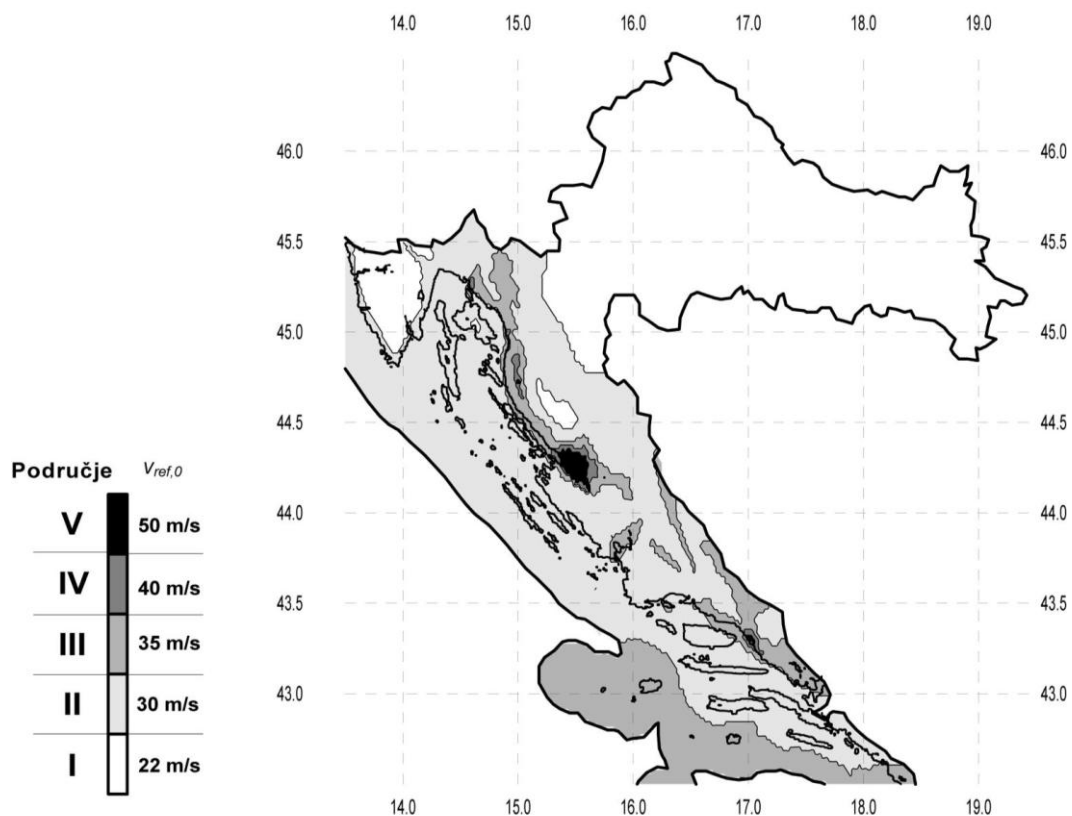 14.0 15.0 16.0 17.0 18.0 19.0
46.0 46.0
45.5 45.5
45.0 45.0
44.5 44.5
Područje Vref,0
V 50 m/s
44.0 44.0
IV 40 m/s
43.5 43.5
III 35 m/s
43.0 43.0
II 30 m/s
I 22 m/s
14.0 15.0 16.0 17.0 18.0 19.0